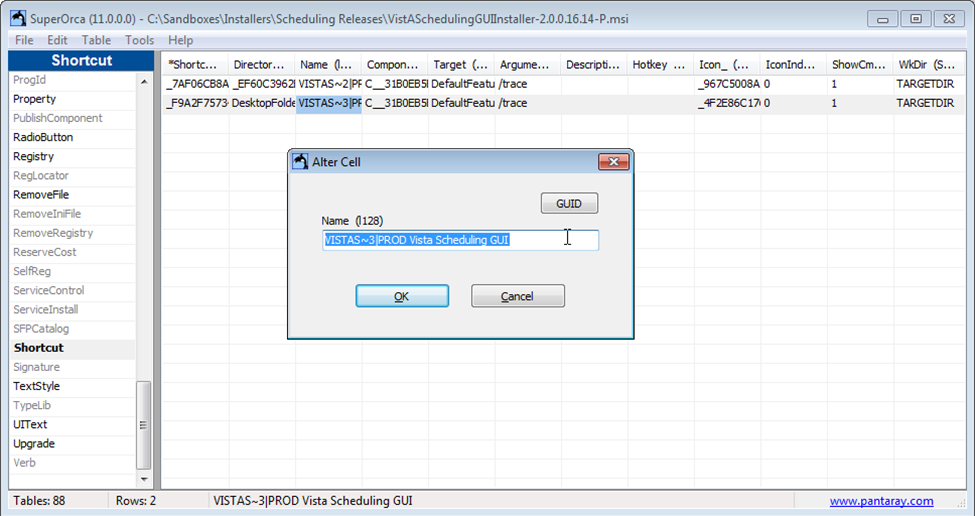 SuperOrca (11.0.0.0) - C:\Sandboxes\Installers\Scheduling Releases\VistASchedulingGUIInstaller-2.0.0.16.14-P.msi
File Edit Table Tools Help
Shortcut
ProgId
Property
PublishComponent
RadioButton
Registry
RegLocator
RemoveFile
RemoveIniFile
RemoveRegistry
ReserveCost
SelfReg
ServiceControl
ServiceInstall
SFPCatalog
Shortcut
Signature
TextStyle
TypeLib
UIText
Upgrade
Verb
*Shortc... Director... Name (l... Compon... Target (... Argume... Descripti... Hotkey ... Icon_ (... IconInd... ShowCm... WkDir (S...
_7AF06CB8A _EF60C3962 VISTAS~2|PF C__31B0EB5 DefaultFeatu /trace _967C5008A 0 1 TARGETDIR
_F9A2F7573 DesktopFolde VISTAS~3|PF C__31B0EB5 DefaultFeatu /trace _4F2E86C17 0 1 TARGETDIR
Alter Cell
GUID
Name (l128)
VISTAS~3|PROD Vista Scheduling GUI
OK Cancel
Tables: 88 Rows: 2 VISTAS~3|PROD Vista Scheduling GUI www.pantaray.com